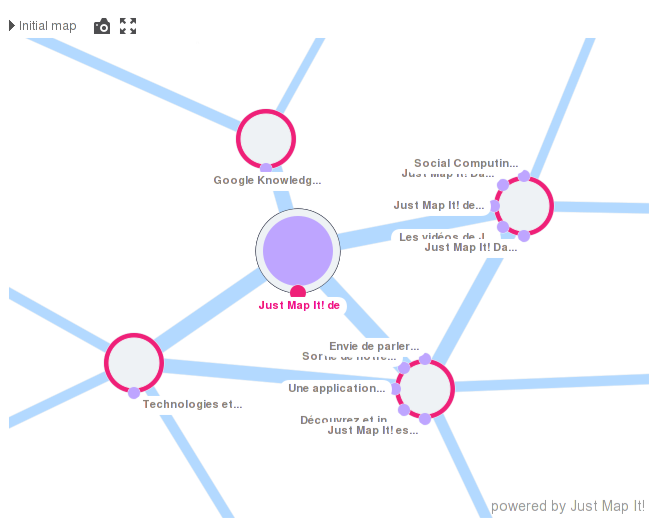 Initial map
Google Knowledg...
Social Computin...
Just Map It! Da...
Just Map It! de...
Les vidéos de J
Just Map It! Da...
Just Map It! de
Envie de parler...
Sortie de notre...
Une application...
Découvrez et in
Just Map It! es...
Technologies et...
powered by Just Map It!